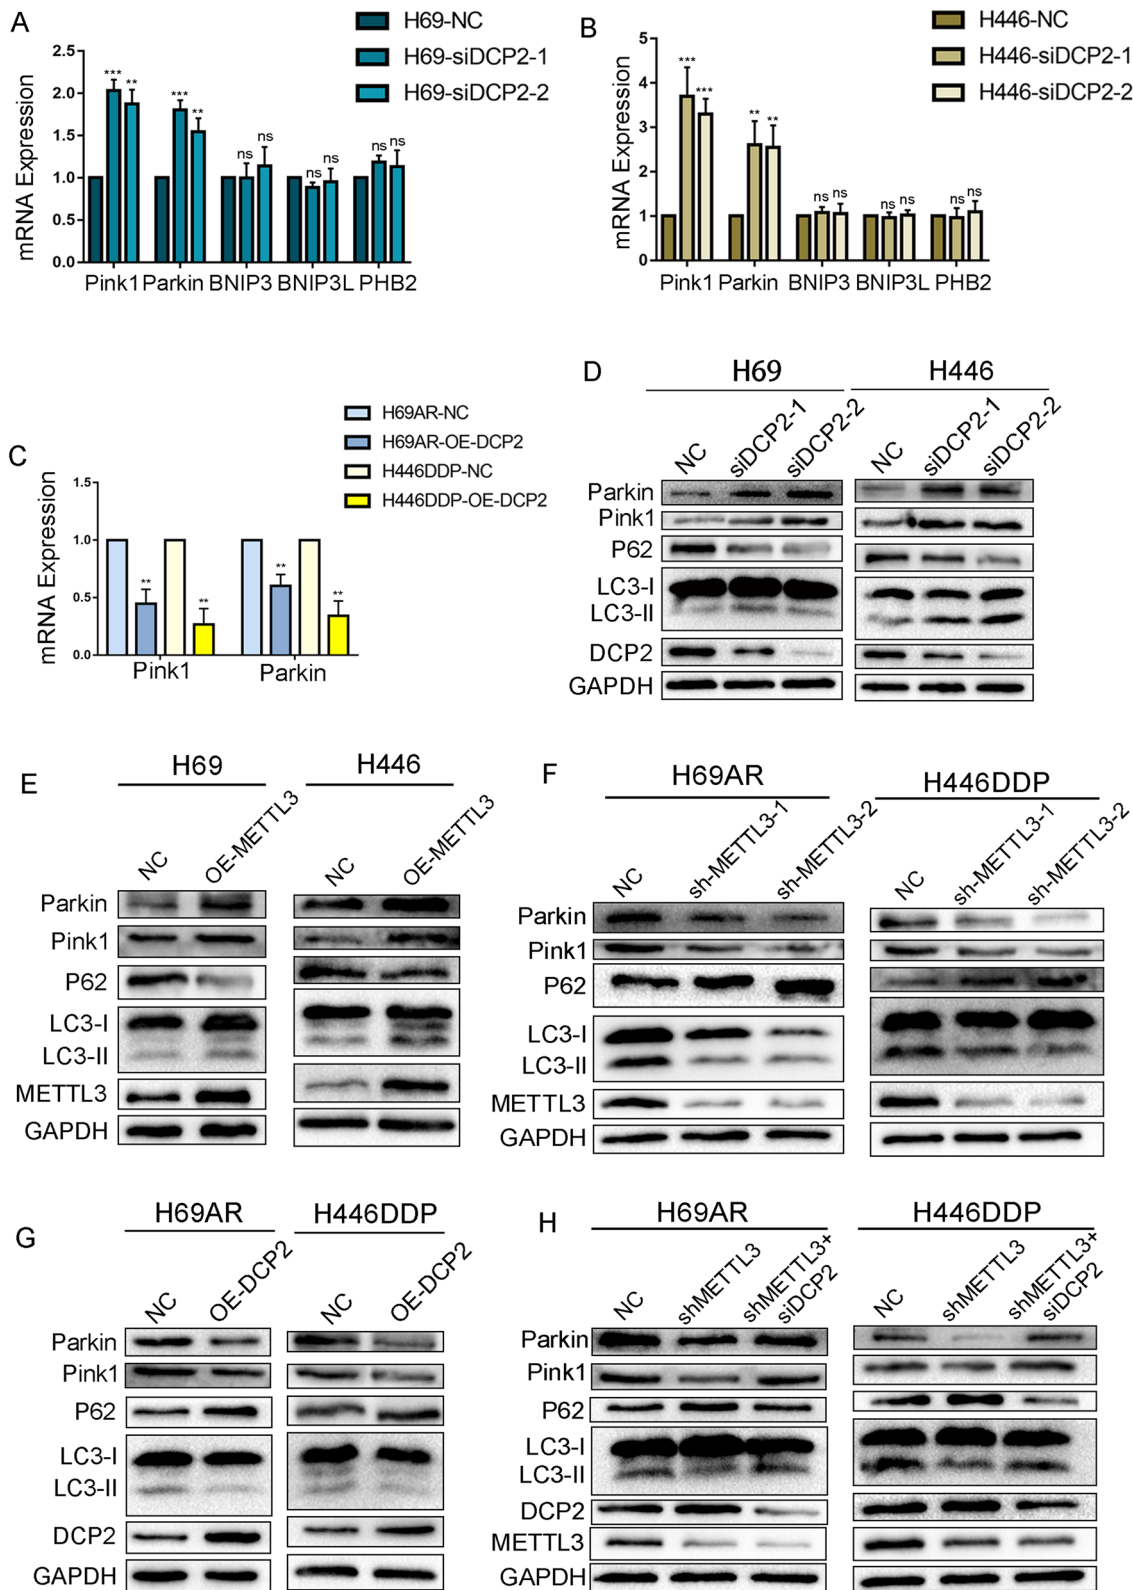 A
H69-NC
H69-siDCP2-1
H69-siDCP2-2
mRNA Expression
2.5
2.0
1.5
1.0
0.5
0.0
*** ** *** ** ns ns ns ns ns ns
Pink1 Parkin BNIP3 BNIP3L PHB2
B
H446-NC
H446-siDCP2-1
H446-siDCP2-2
mRNA Expression
5
4
3
2
1
0
*** *** ** ** ns ns ns ns ns ns
Pink1 Parkin BNIP3 BNIP3L PHB2
C
H69AR-NC
H69AR-OE-DCP2
H446DDP-NC
H446DDP-OE-DCP2
mRNA Expression
1.5
1.0
0.5
0.0
** ** ** **
Pink1 Parkin
D
H69 H446
NC siDCP2-1 siDCP2-2 NC siDCP2-1 siDCP2-2
Parkin
Pink1
P62
LC3-I
LC3-II
DCP2
GAPDH
E
H69 H446
NC OE-METTL3 NC OE-METTL3
Parkin
Pink1
P62
LC3-I
LC3-II
METTL3
GAPDH
F
H69AR H446DDP
NC sh-METTL3-1 sh-METTL3-2 NC sh-METTL3-1 sh-METTL3-2
Parkin
Pink1
P62
LC3-I
LC3-II
METTL3
GAPDH
G
H69AR H446DDP
NC OE-DCP2 NC OE-DCP2
Parkin
Pink1
P62
LC3-I
LC3-II
DCP2
GAPDH
H
H69AR H446DDP
NC shMETTL3 shMETTL3+ siDCP2 NC shMETTL3 shMETTL3+ siDCP2
Parkin
Pink1
P62
LC3-I
LC3-II
DCP2
METTL3
GAPDH